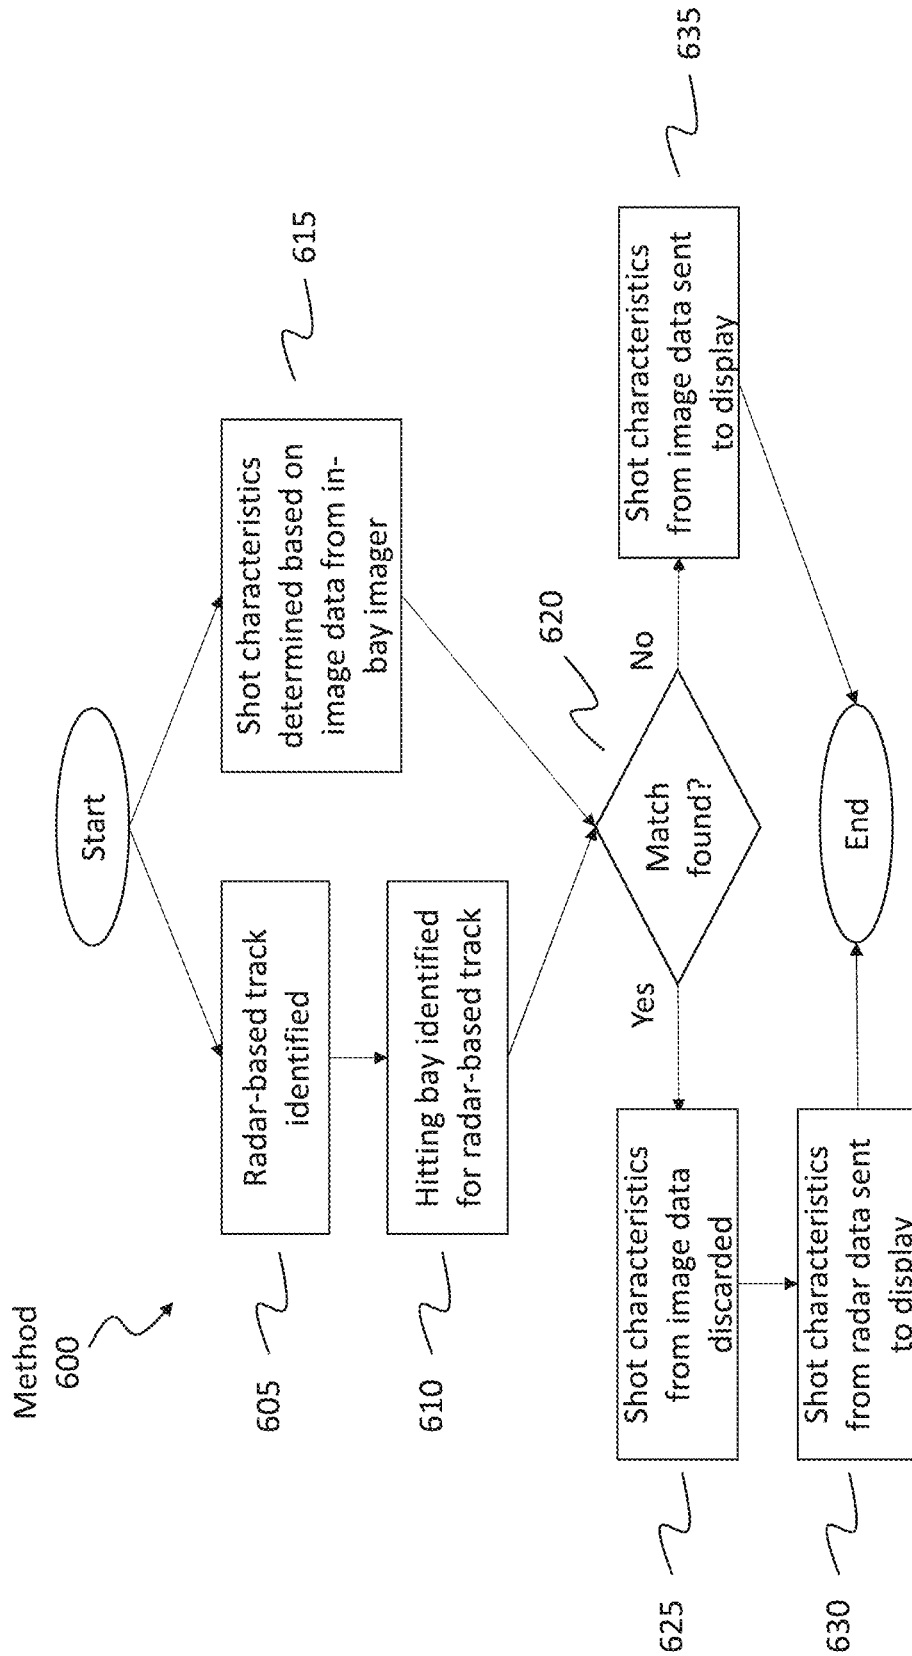 Method
600
Start
605
Radar-based track
identified
Shot characteristics
determined based on
image data from in-
bay imager
615
610
Hitting bay identified
for radar-based track
620
Match
found?
Yes
No
625
Shot characteristics
from image data
discarded
Shot characteristics
from image data sent
to display
635
630
Shot characteristics
from radar data sent
to display
End